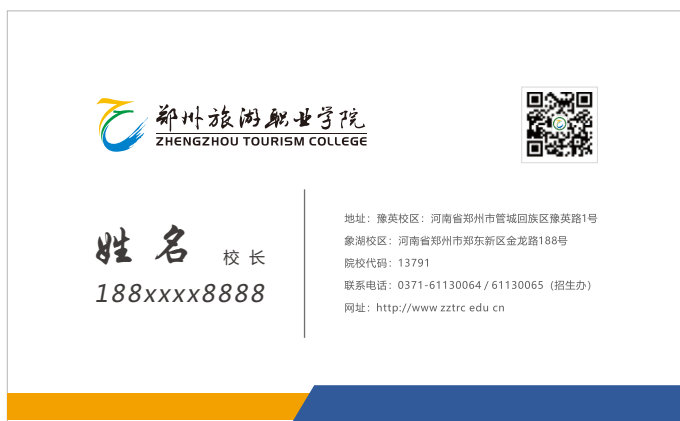 郑州旅游职业学院
ZHENGZHOU TOURISM COLLEGE
姓名 校长
188xxxx8888
地址：豫英校区：河南省郑州市管城回族区豫英路1号
象湖校区：河南省郑州市郑东新区金龙路188号
院校代码：13791
联系电话：0371-61130064 / 61130065（招生办）
网址：http://www zztrc edu cn